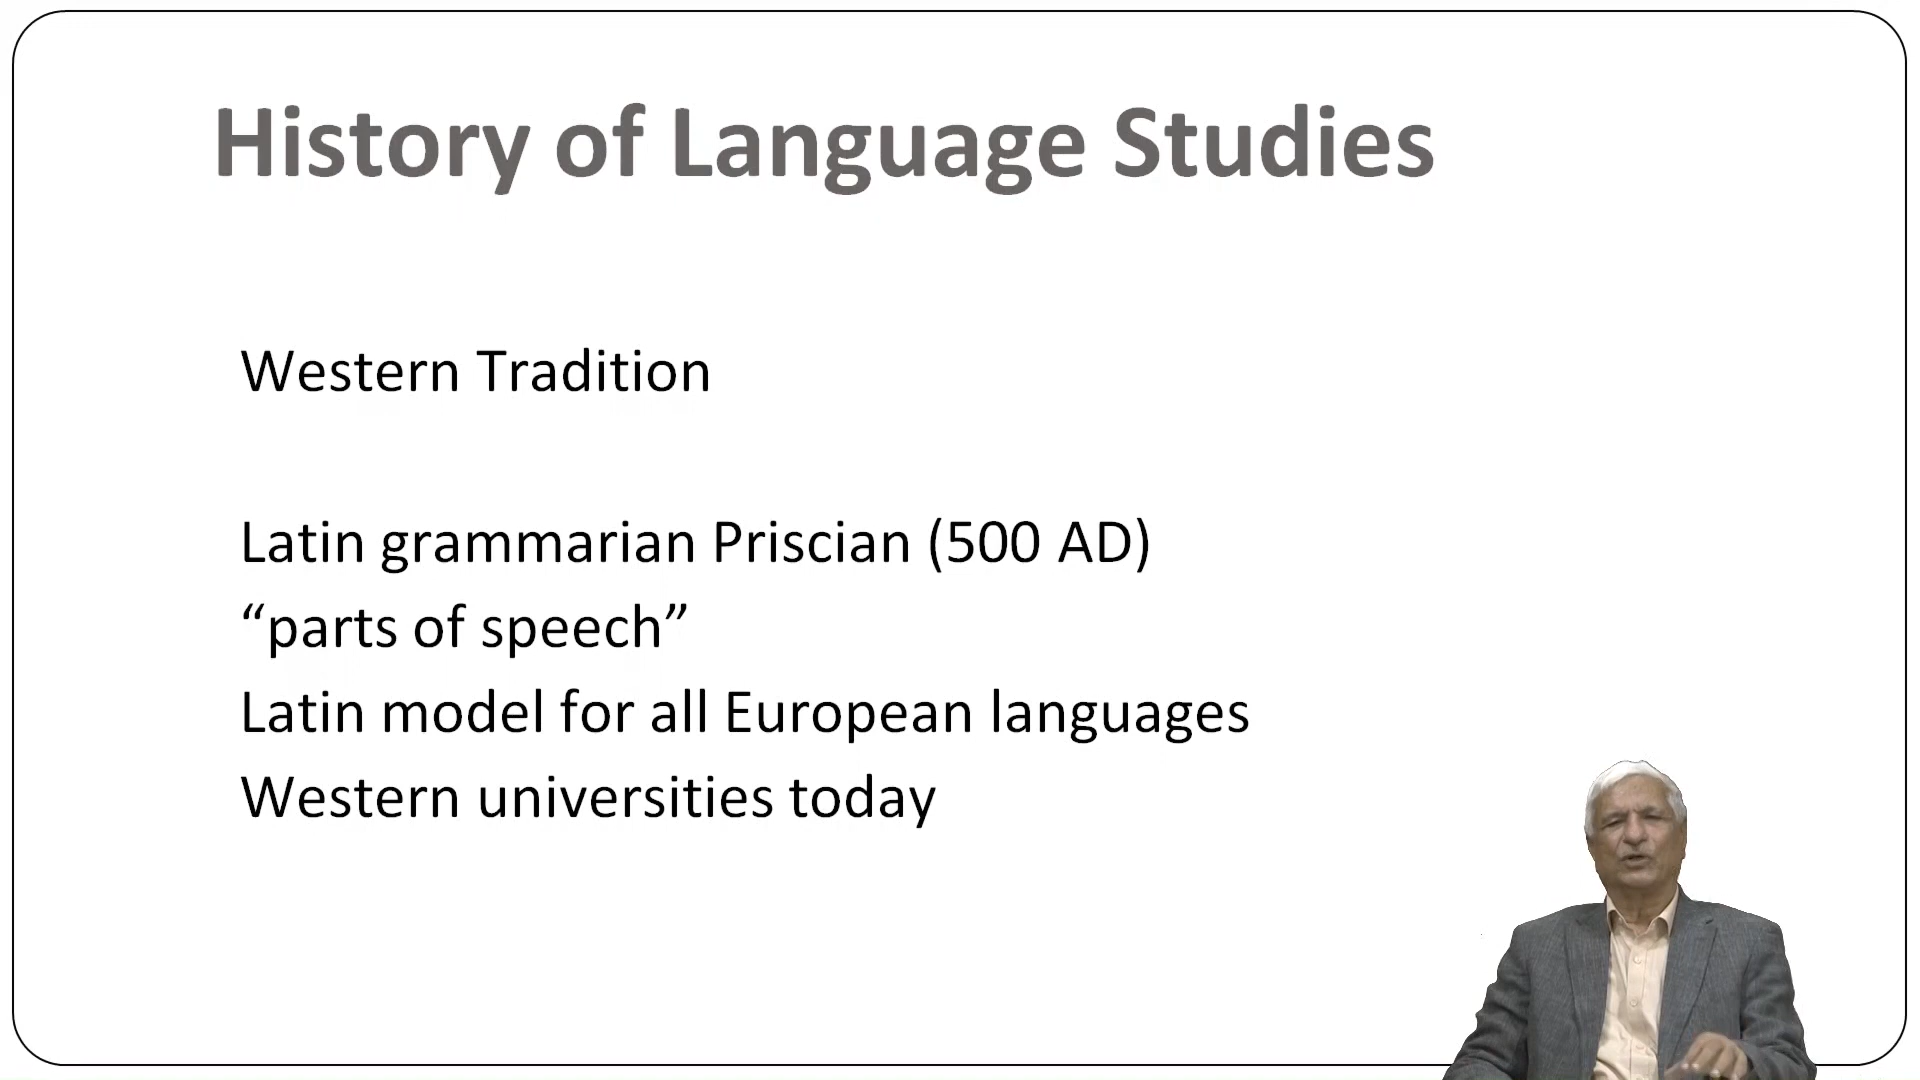 History of Language Studies
Western Tradition
Latin grammarian Priscian (500 AD)
“parts of speech”
Latin model for all European languages
Western universities today